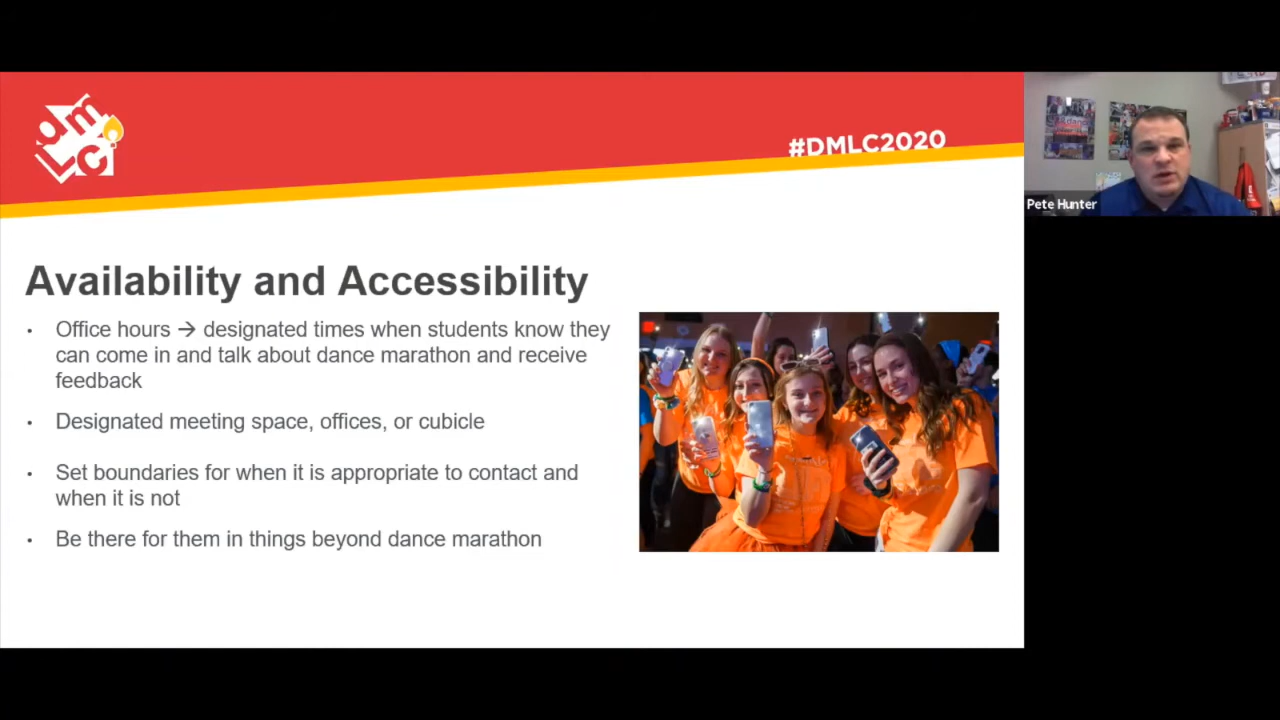 dmLC
#DMLC2020
Pete Hunter
Availability and Accessibility
• Office hours → designated times when students know they
can come in and talk about dance marathon and receive
feedback
• Designated meeting space, offices, or cubicle
• Set boundaries for when it is appropriate to contact and
when it is not
• Be there for them in things beyond dance marathon